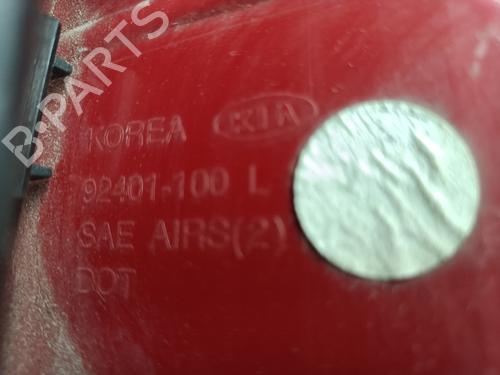 B-PARTS
KOREA KIA
92401-100 L
SAE AIRS(2)
DOT